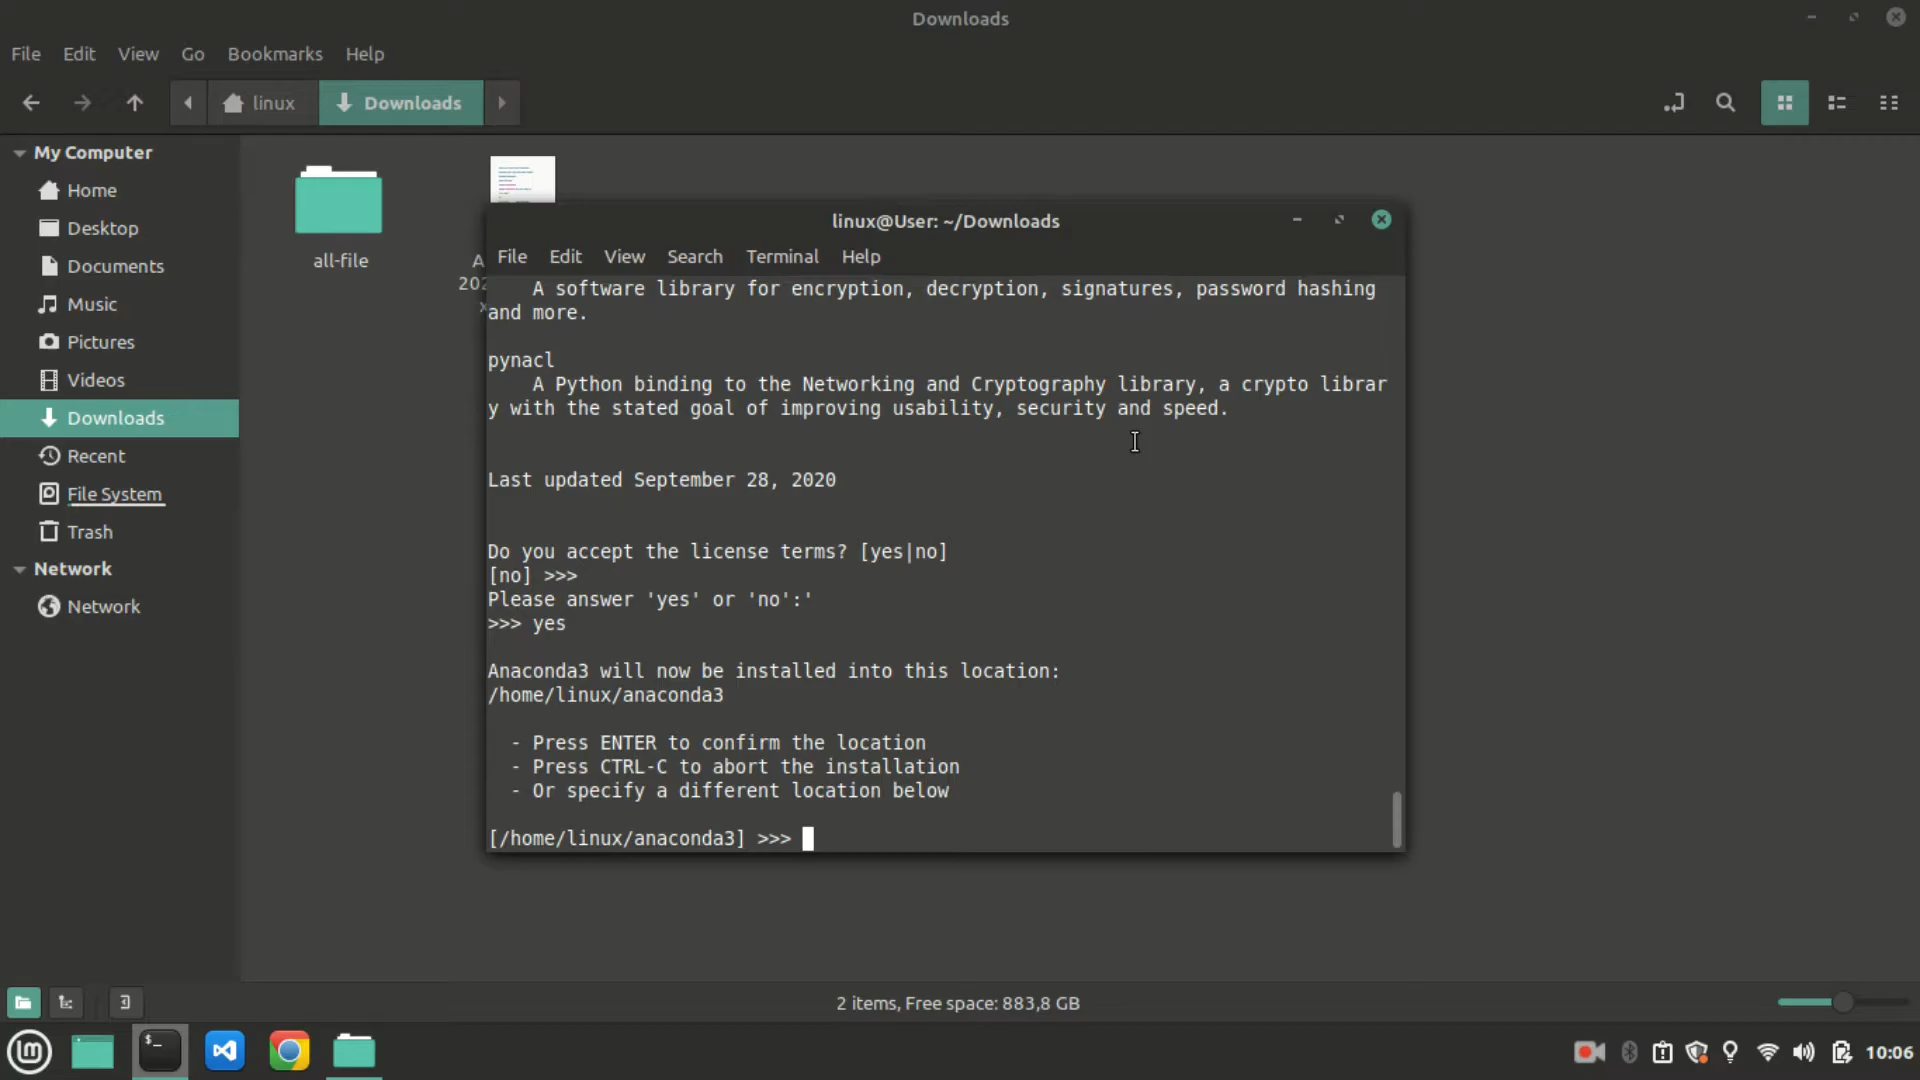 Downloads
File Edit View Go Bookmarks Help
linux Downloads
My Computer
Home
Desktop
Documents
Music
Pictures
Videos
Downloads
Recent
File System
Trash
Network
Network
all-file
A
202
x
linux@User: ~/Downloads
File Edit View Search Terminal Help
A software library for encryption, decryption, signatures, password hashing
and more.
pynacl
A Python binding to the Networking and Cryptography library, a crypto librar
y with the stated goal of improving usability, security and speed.
Last updated September 28, 2020
Do you accept the license terms? [yes|no]
[no] >>>
Please answer 'yes' or 'no':'
>>> yes
Anaconda3 will now be installed into this location:
/home/linux/anaconda3
- Press ENTER to confirm the location
- Press CTRL-C to abort the installation
- Or specify a different location below
[/home/linux/anaconda3] >>>
2 items, Free space: 883,8 GB
10:06